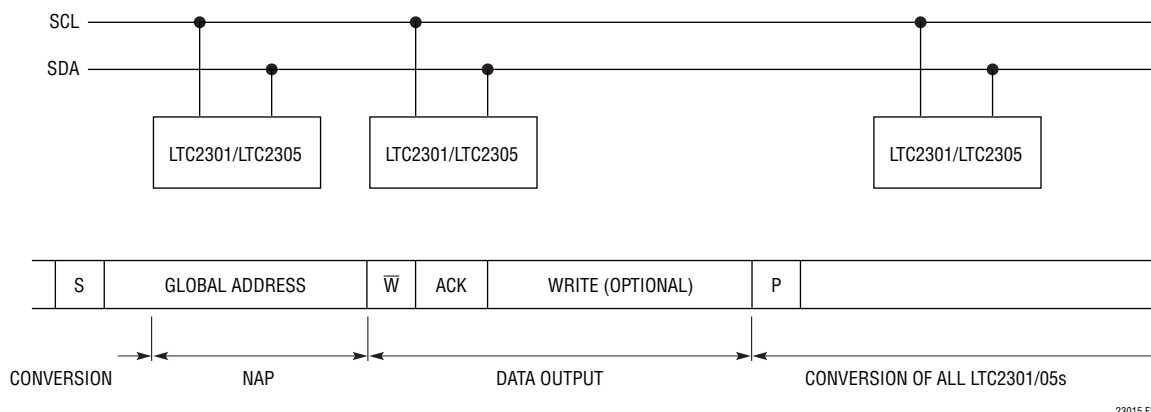 SCL
SDA
LTC2301/LTC2305 LTC2301/LTC2305 LTC2301/LTC2305
S GLOBAL ADDRESS W̅ ACK WRITE (OPTIONAL) P
CONVERSION NAP DATA OUTPUT CONVERSION OF ALL LTC2301/05s